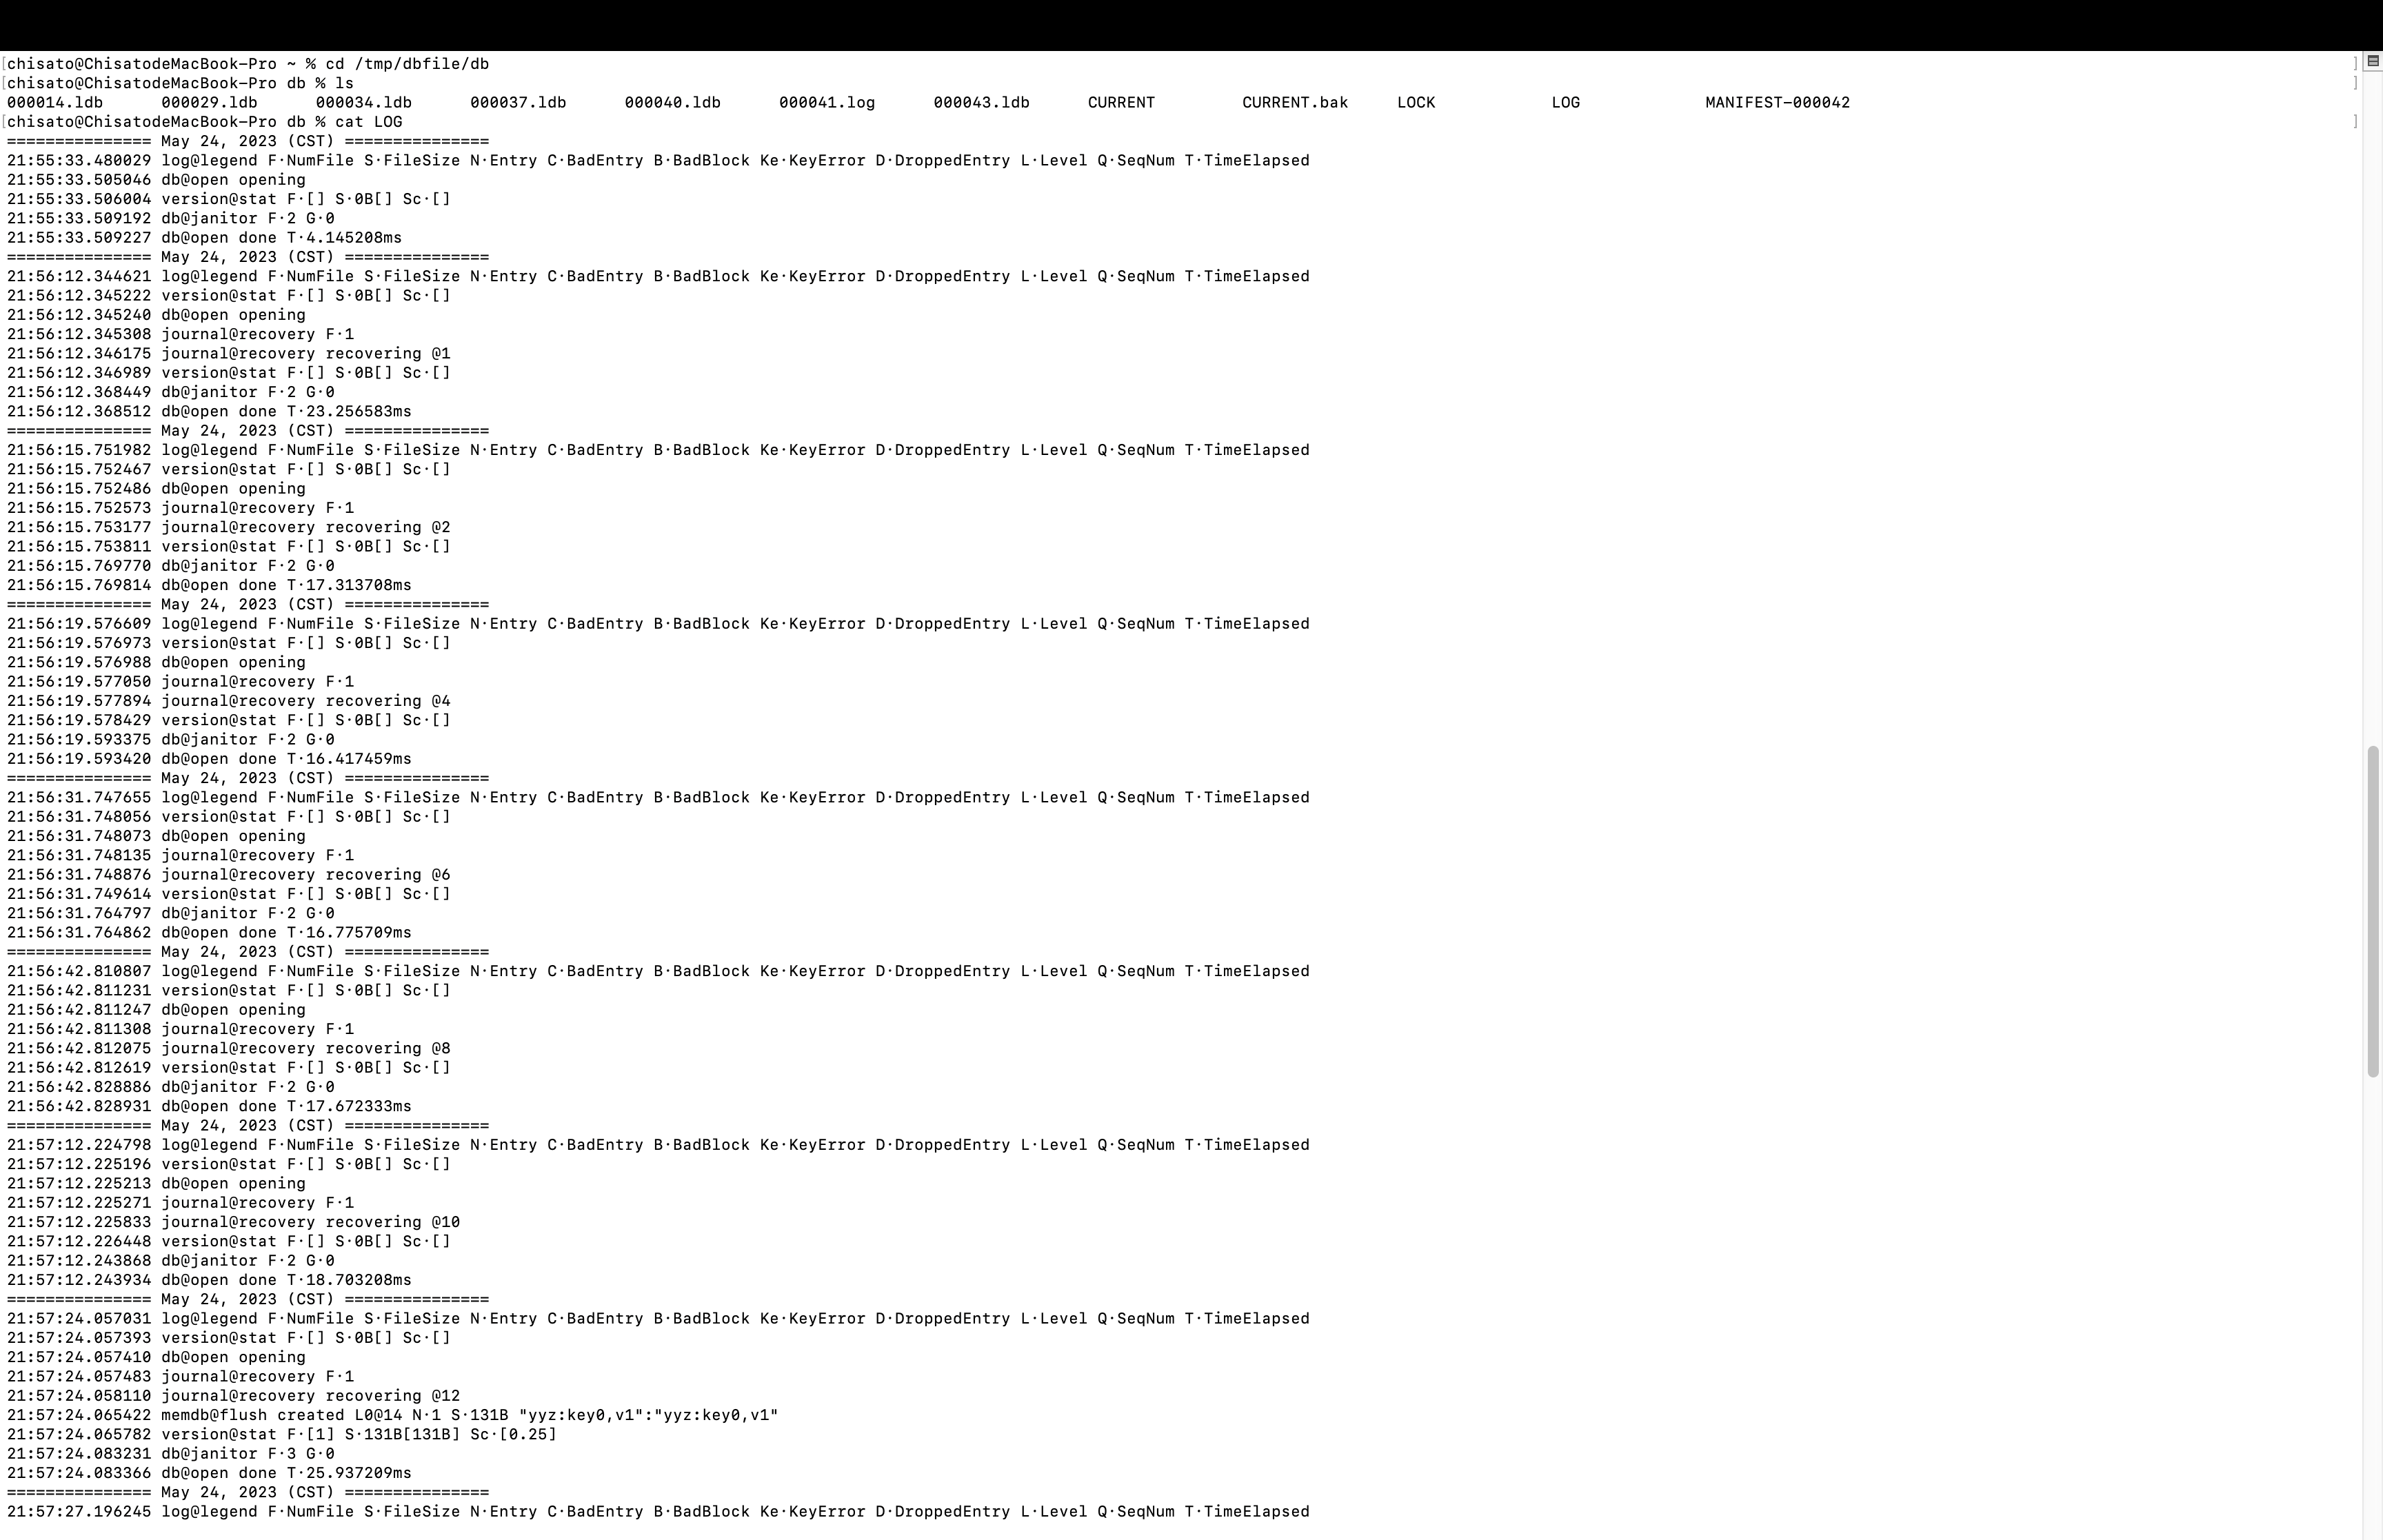 [chisato@ChisatodeMacBook-Pro ~ % cd /tmp/dbfile/db ]
[chisato@ChisatodeMacBook-Pro db % ls ]
000014.ldb 000029.ldb 000034.ldb 000037.ldb 000040.ldb 000041.log 000043.ldb CURRENT CURRENT.bak LOCK LOG MANIFEST-000042
[chisato@ChisatodeMacBook-Pro db % cat LOG ]
=============== May 24, 2023 (CST) ===============
21:55:33.480029 log@legend F·NumFile S·FileSize N·Entry C·BadEntry B·BadBlock Ke·KeyError D·DroppedEntry L·Level Q·SeqNum T·TimeElapsed
21:55:33.505046 db@open opening
21:55:33.506004 version@stat F·[] S·0B[] Sc·[]
21:55:33.509192 db@janitor F·2 G·0
21:55:33.509227 db@open done T·4.145208ms
=============== May 24, 2023 (CST) ===============
21:56:12.344621 log@legend F·NumFile S·FileSize N·Entry C·BadEntry B·BadBlock Ke·KeyError D·DroppedEntry L·Level Q·SeqNum T·TimeElapsed
21:56:12.345222 version@stat F·[] S·0B[] Sc·[]
21:56:12.345240 db@open opening
21:56:12.345308 journal@recovery F·1
21:56:12.346175 journal@recovery recovering @1
21:56:12.346989 version@stat F·[] S·0B[] Sc·[]
21:56:12.368449 db@janitor F·2 G·0
21:56:12.368512 db@open done T·23.256583ms
=============== May 24, 2023 (CST) ===============
21:56:15.751982 log@legend F·NumFile S·FileSize N·Entry C·BadEntry B·BadBlock Ke·KeyError D·DroppedEntry L·Level Q·SeqNum T·TimeElapsed
21:56:15.752467 version@stat F·[] S·0B[] Sc·[]
21:56:15.752486 db@open opening
21:56:15.752573 journal@recovery F·1
21:56:15.753177 journal@recovery recovering @2
21:56:15.753811 version@stat F·[] S·0B[] Sc·[]
21:56:15.769770 db@janitor F·2 G·0
21:56:15.769814 db@open done T·17.313708ms
=============== May 24, 2023 (CST) ===============
21:56:19.576609 log@legend F·NumFile S·FileSize N·Entry C·BadEntry B·BadBlock Ke·KeyError D·DroppedEntry L·Level Q·SeqNum T·TimeElapsed
21:56:19.576973 version@stat F·[] S·0B[] Sc·[]
21:56:19.576988 db@open opening
21:56:19.577050 journal@recovery F·1
21:56:19.577894 journal@recovery recovering @4
21:56:19.578429 version@stat F·[] S·0B[] Sc·[]
21:56:19.593375 db@janitor F·2 G·0
21:56:19.593420 db@open done T·16.417459ms
=============== May 24, 2023 (CST) ===============
21:56:31.747655 log@legend F·NumFile S·FileSize N·Entry C·BadEntry B·BadBlock Ke·KeyError D·DroppedEntry L·Level Q·SeqNum T·TimeElapsed
21:56:31.748056 version@stat F·[] S·0B[] Sc·[]
21:56:31.748073 db@open opening
21:56:31.748135 journal@recovery F·1
21:56:31.748876 journal@recovery recovering @6
21:56:31.749614 version@stat F·[] S·0B[] Sc·[]
21:56:31.764797 db@janitor F·2 G·0
21:56:31.764862 db@open done T·16.775709ms
=============== May 24, 2023 (CST) ===============
21:56:42.810807 log@legend F·NumFile S·FileSize N·Entry C·BadEntry B·BadBlock Ke·KeyError D·DroppedEntry L·Level Q·SeqNum T·TimeElapsed
21:56:42.811231 version@stat F·[] S·0B[] Sc·[]
21:56:42.811247 db@open opening
21:56:42.811308 journal@recovery F·1
21:56:42.812075 journal@recovery recovering @8
21:56:42.812619 version@stat F·[] S·0B[] Sc·[]
21:56:42.828886 db@janitor F·2 G·0
21:56:42.828931 db@open done T·17.672333ms
=============== May 24, 2023 (CST) ===============
21:57:12.224798 log@legend F·NumFile S·FileSize N·Entry C·BadEntry B·BadBlock Ke·KeyError D·DroppedEntry L·Level Q·SeqNum T·TimeElapsed
21:57:12.225196 version@stat F·[] S·0B[] Sc·[]
21:57:12.225213 db@open opening
21:57:12.225271 journal@recovery F·1
21:57:12.225833 journal@recovery recovering @10
21:57:12.226448 version@stat F·[] S·0B[] Sc·[]
21:57:12.243868 db@janitor F·2 G·0
21:57:12.243934 db@open done T·18.703208ms
=============== May 24, 2023 (CST) ===============
21:57:24.057031 log@legend F·NumFile S·FileSize N·Entry C·BadEntry B·BadBlock Ke·KeyError D·DroppedEntry L·Level Q·SeqNum T·TimeElapsed
21:57:24.057393 version@stat F·[] S·0B[] Sc·[]
21:57:24.057410 db@open opening
21:57:24.057483 journal@recovery F·1
21:57:24.058110 journal@recovery recovering @12
21:57:24.065422 memdb@flush created L0@14 N·1 S·131B "yyz:key0,v1":"yyz:key0,v1"
21:57:24.065782 version@stat F·[1] S·131B[131B] Sc·[0.25]
21:57:24.083231 db@janitor F·3 G·0
21:57:24.083366 db@open done T·25.937209ms
=============== May 24, 2023 (CST) ===============
21:57:27.196245 log@legend F·NumFile S·FileSize N·Entry C·BadEntry B·BadBlock Ke·KeyError D·DroppedEntry L·Level Q·SeqNum T·TimeElapsed